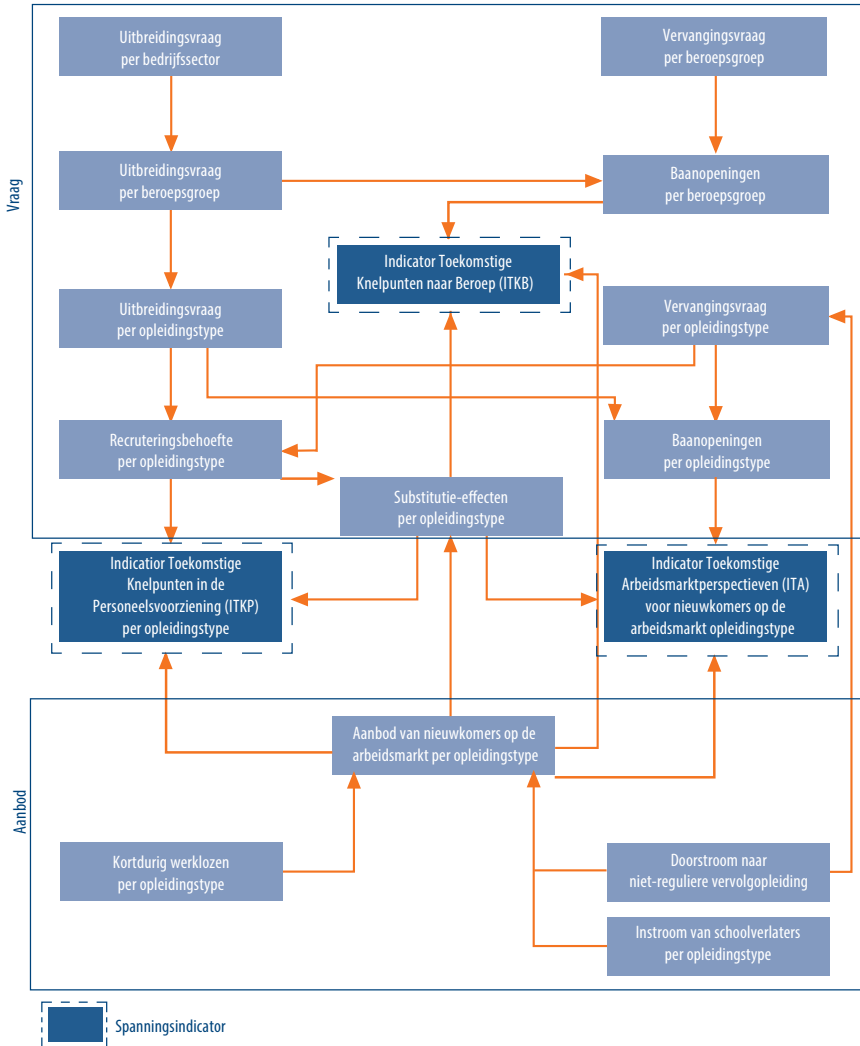 Vraag
Uitbreidingsvraag
per bedrijfssector
Vervangingsvraag
per beroepsgroep
Uitbreidingsvraag
per beroepsgroep
Baanopeningen
per beroepsgroep
Indicator Toekomstige
Knelpunten naar Beroep (ITKB)
Uitbreidingsvraag
per opleidingstype
Vervangingsvraag
per opleidingstype
Recruteringsbehoefte
per opleidingstype
Baanopeningen
per opleidingstype
Substitutie-effecten
per opleidingstype
Indicatior Toekomstige
Knelpunten in de
Personeelsvoorziening (ITKP)
per opleidingstype
Indicator Toekomstige
Arbeidsmarktperspectieven (ITA)
voor nieuwkomers op de
arbeidsmarkt opleidingstype
Aanbod
Aanbod van nieuwkomers op de
arbeidsmarkt per opleidingstype
Kortdurig werklozen
per opleidingstype
Doorstroom naar
niet-reguliere vervolgopleiding
Instroom van schoolverlaters
per opleidingstype
Spanningsindicator